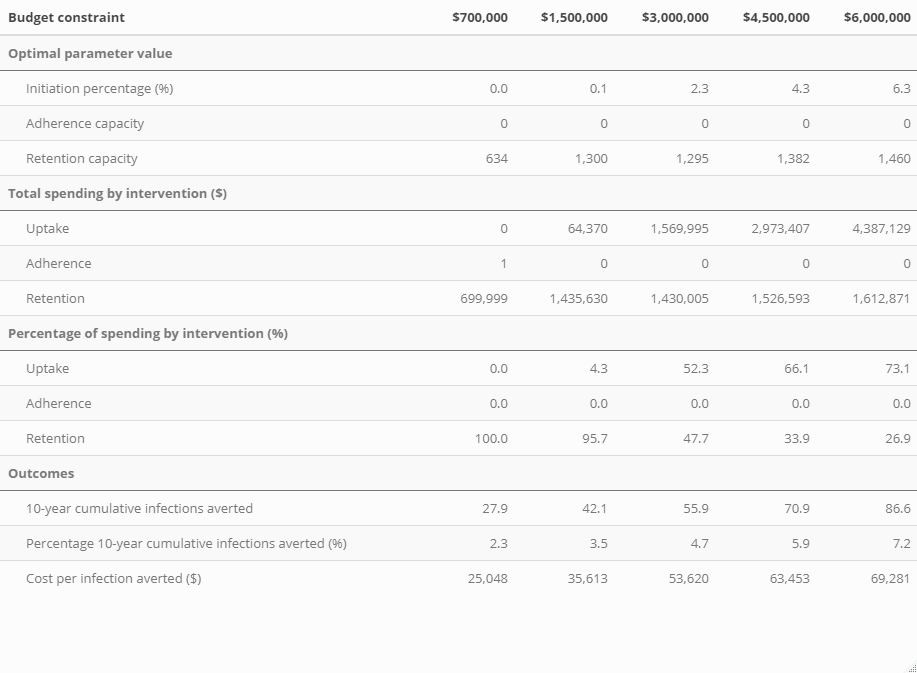 Budget constraint $700,000 $1,500,000 $3,000,000 $4,500,000 $6,000,000
Optimal parameter value
Initiation percentage (%) 0.0 0.1 2.3 4.3 6.3
Adherence capacity 0 0 0 0 0
Retention capacity 634 1,300 1,295 1,382 1,460
Total spending by intervention ($)
Uptake 0 64,370 1,569,995 2,973,407 4,387,129
Adherence 1 0 0 0 0
Retention 699,999 1,435,630 1,430,005 1,526,593 1,612,871
Percentage of spending by intervention (%)
Uptake 0.0 4.3 52.3 66.1 73.1
Adherence 0.0 0.0 0.0 0.0 0.0
Retention 100.0 95.7 47.7 33.9 26.9
Outcomes
10-year cumulative infections averted 27.9 42.1 55.9 70.9 86.6
Percentage 10-year cumulative infections averted (%) 2.3 3.5 4.7 5.9 7.2
Cost per infection averted ($) 25,048 35,613 53,620 63,453 69,281